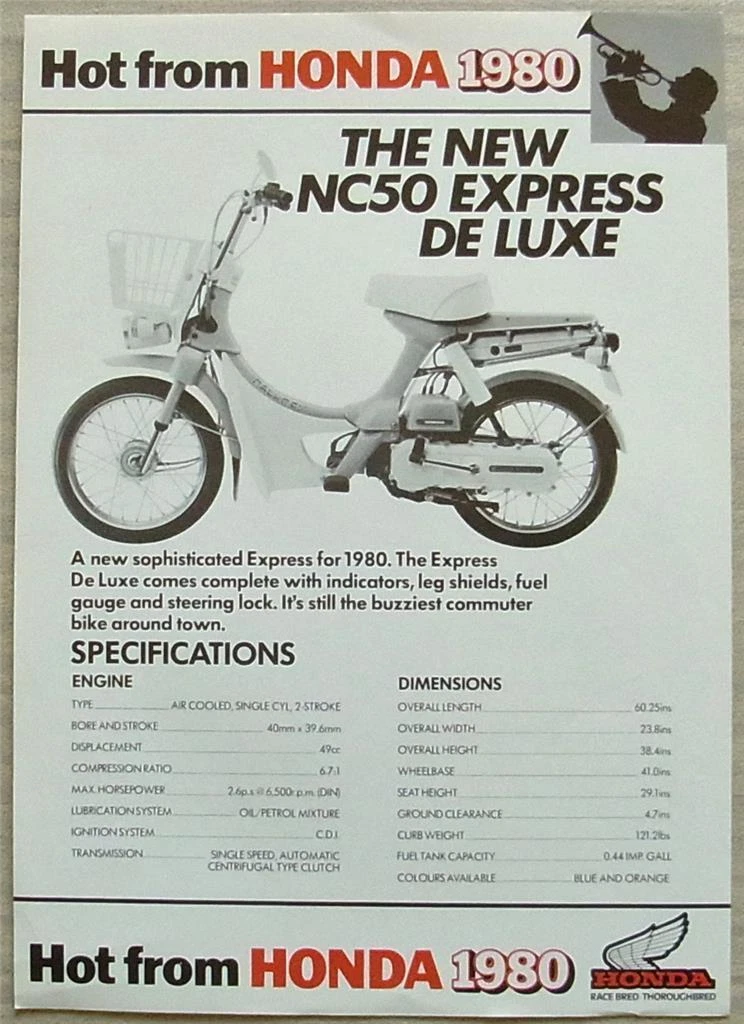 Hot from HONDA 1980
THE NEW
NC50 EXPRESS
DE LUXE
A new sophisticated Express for 1980. The Express
De Luxe comes complete with indicators, leg shields, fuel
gauge and steering lock. It's still the buzziest commuter
bike around town.
SPECIFICATIONS
ENGINE
TYPE AIR COOLED, SINGLE CYL, 2-STROKE
BORE AND STROKE 40mm x 39.6mm
DISPLACEMENT 49cc
COMPRESSION RATIO 6.7:1
MAX. HORSEPOWER 2.6p.s @ 6,500r.p.m. (DIN)
LUBRICATION SYSTEM OIL/PETROL MIXTURE
IGNITION SYSTEM C.D.I.
TRANSMISSION SINGLE SPEED, AUTOMATIC
CENTRIFUGAL TYPE CLUTCH
DIMENSIONS
OVERALL LENGTH 60.25ins
OVERALL WIDTH 23.8ins
OVERALL HEIGHT 38.4ins
WHEELBASE 41.0ins
SEAT HEIGHT 29.1ins
GROUND CLEARANCE 4.7ins
CURB WEIGHT 121.2lbs
FUEL TANK CAPACITY 0.44 IMP. GALL
COLOURS AVAILABLE BLUE AND ORANGE
Hot from HONDA 1980
HONDA
RACE BRED THOROUGHBRED